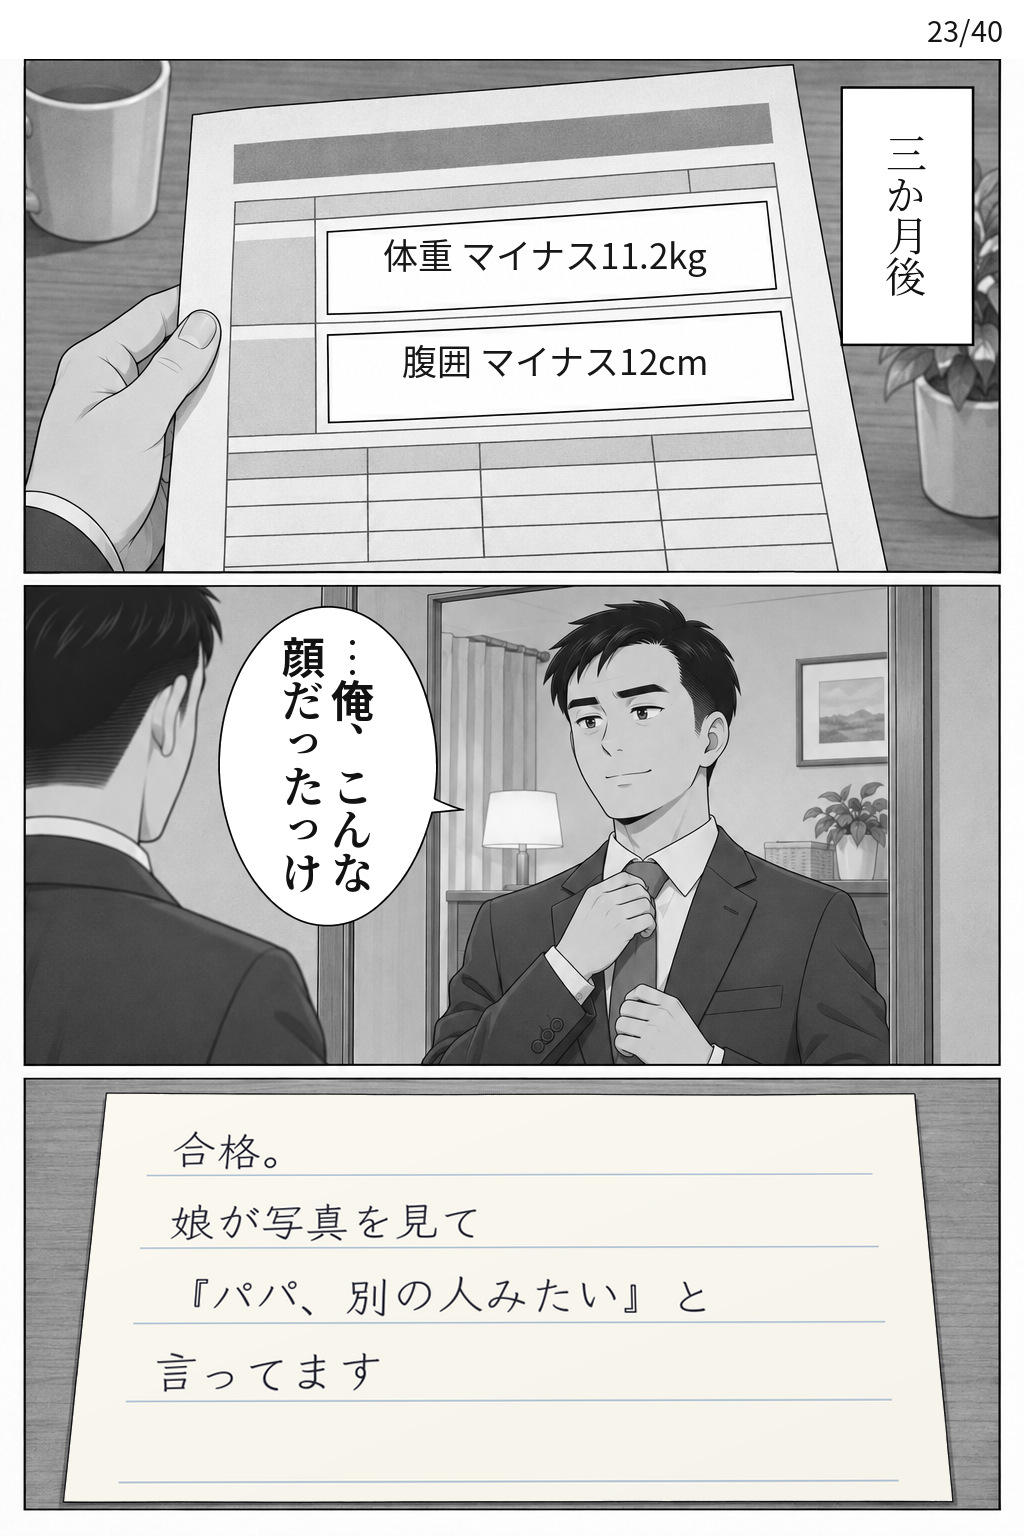 23/40
三か月後
体重 マイナス11.2kg
腹囲 マイナス12cm
…俺、こんな
顔だったっけ
合格。
娘が写真を見て
『パパ、別の人みたい』と
言ってます